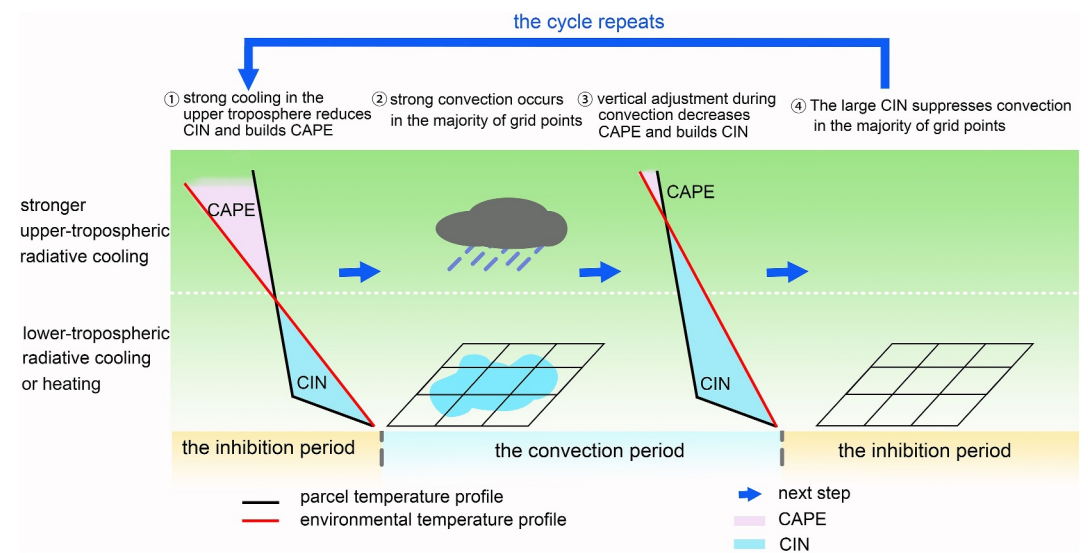 the cycle repeats
① strong cooling in the
upper troposphere reduces
CIN and builds CAPE
② strong convection occurs
in the majority of grid points
③ vertical adjustment during
convection decreases
CAPE and builds CIN
④ The large CIN suppresses convection
in the majority of grid points
stronger
upper-tropospheric
radiative cooling
CAPE
CAPE
lower-tropospheric
radiative cooling
or heating
CIN
CIN
the inhibition period
the convection period
the inhibition period
parcel temperature profile
environmental temperature profile
next step
CAPE
CIN